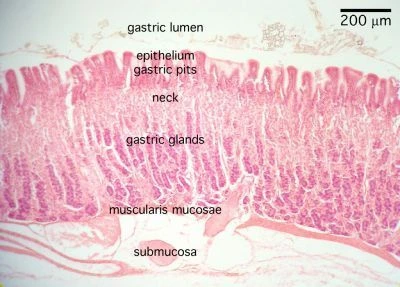 gastric lumen
200 µm
epithelium
gastric pits
neck
gastric glands
muscularis mucosae
submucosa